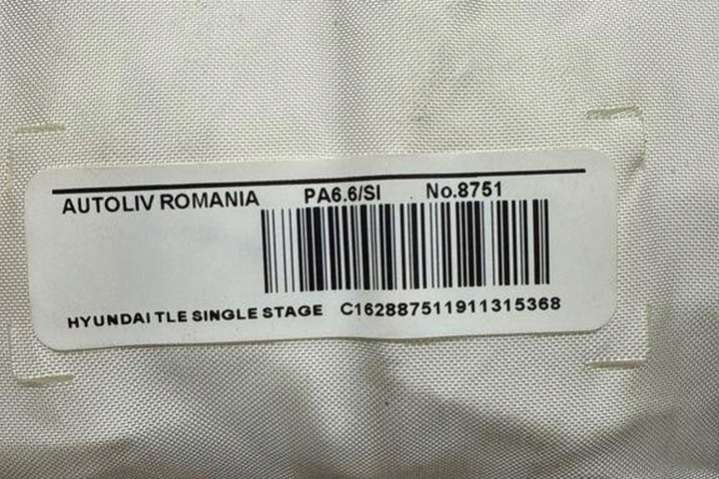 AUTOLIV ROMANIA PA6.6/SI No.8751
HYUNDAI TLE SINGLE STAGE C162887511911315368